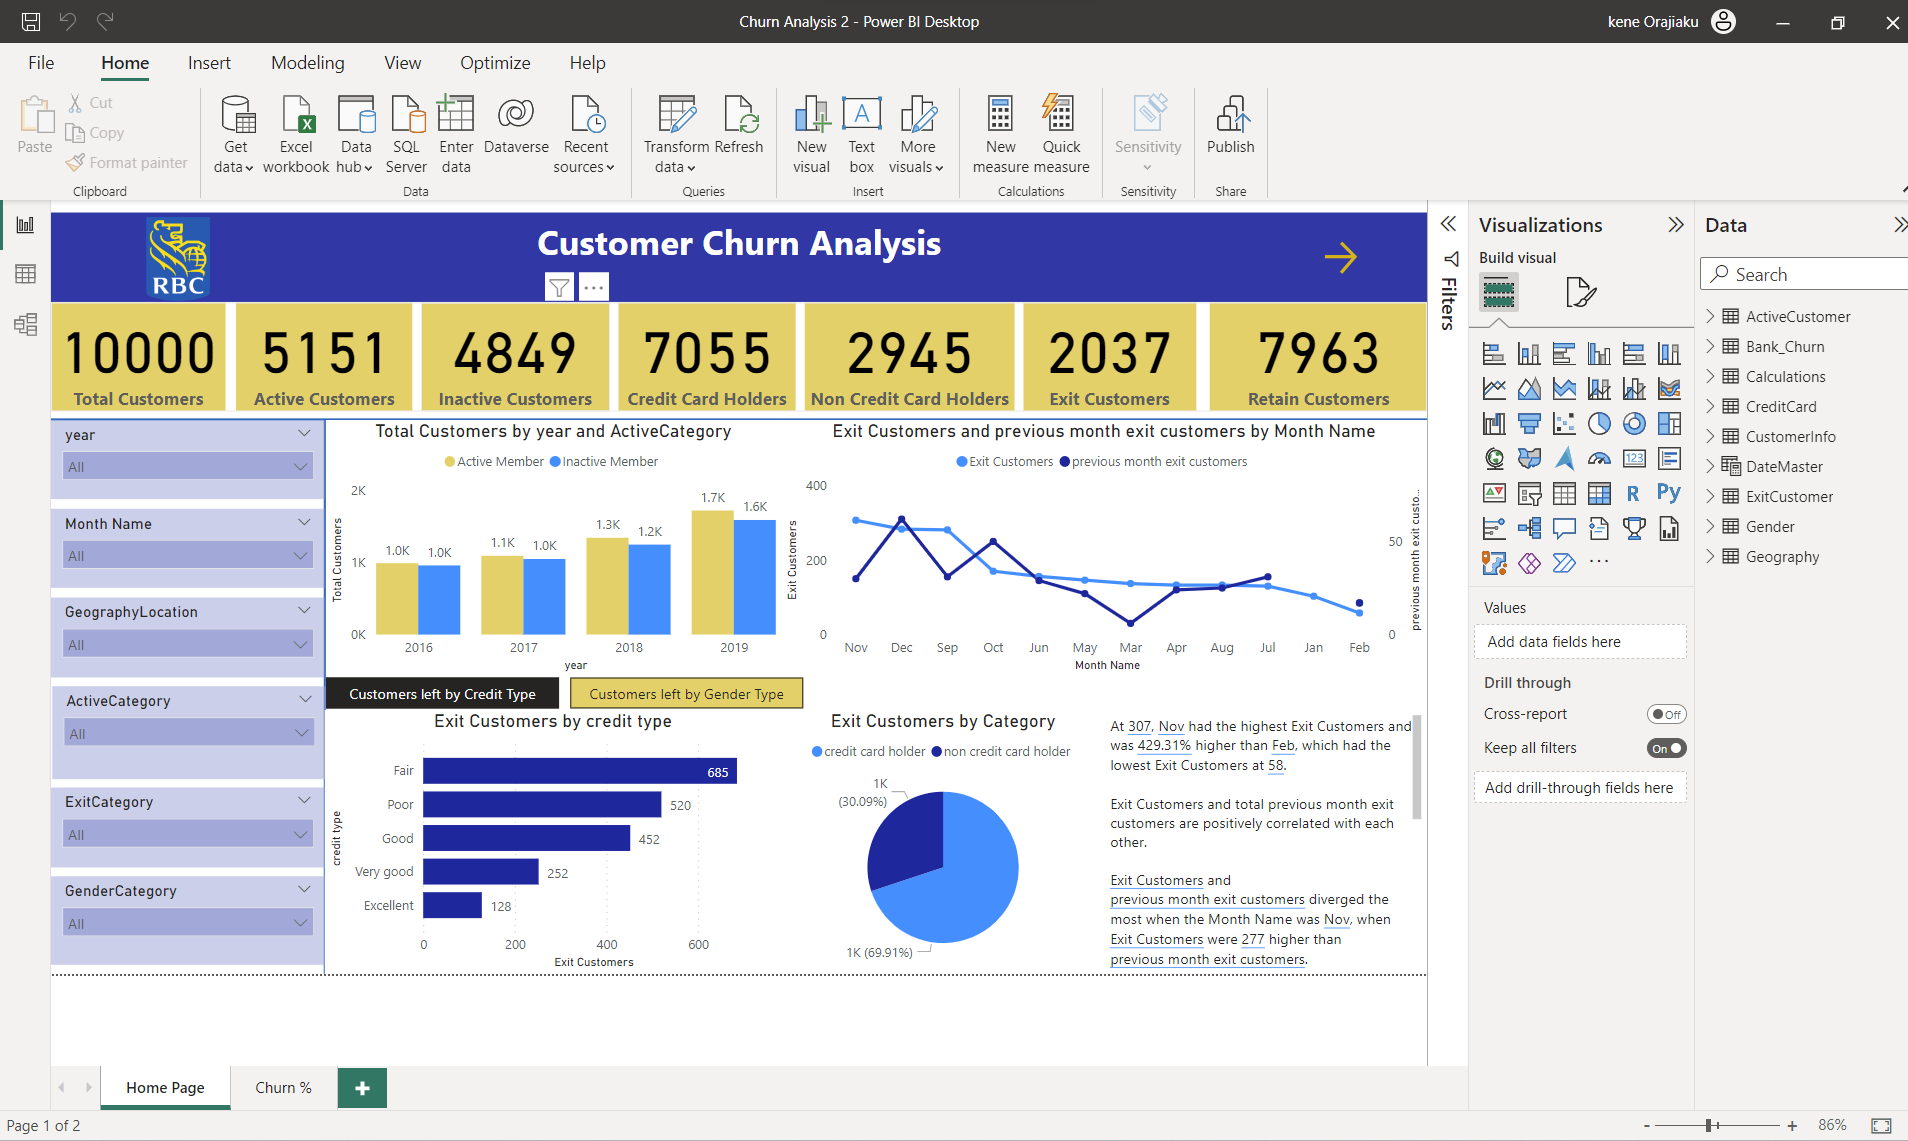 Churn Analysis 2 - Power BI Desktop
kene Orajiaku
File Home Insert Modeling View Optimize Help
Paste
Cut
Copy
Format painter
Clipboard
Get data
Excel workbook
Data hub
SQL Server
Enter data
Dataverse
Recent sources
Data
Transform data
Refresh
Queries
New visual
Text box
More visuals
Insert
New measure
Quick measure
Calculations
Sensitivity
Sensitivity
Publish
Share
RBC
Customer Churn Analysis
10000
Total Customers
5151
Active Customers
4849
Inactive Customers
7055
Credit Card Holders
2945
Non Credit Card Holders
2037
Exit Customers
7963
Retain Customers
year
All
Month Name
All
GeographyLocation
All
ActiveCategory
All
ExitCategory
All
GenderCategory
All
Total Customers by year and ActiveCategory
Active Member Inactive Member
Total Customers
2K
1K
0K
1.0K 1.0K 1.1K 1.0K 1.3K 1.2K 1.7K 1.6K
2016 2017 2018 2019
year
Exit Customers and previous month exit customers by Month Name
Exit Customers previous month exit customers
Exit Customers
400
200
0
50
0
previous month exit custo...
Nov Dec Sep Oct Jun May Mar Apr Aug Jul Jan Feb
Month Name
Customers left by Credit Type
Customers left by Gender Type
Exit Customers by credit type
credit type
Fair 685
Poor 520
Good 452
Very good 252
Excellent 128
0 200 400 600
Exit Customers
Exit Customers by Category
credit card holder non credit card holder
1K
(30.09%)
1K (69.91%)
At 307, Nov had the highest Exit Customers and
was 429.31% higher than Feb, which had the
lowest Exit Customers at 58.
Exit Customers and total previous month exit
customers are positively correlated with each
other.
Exit Customers and
previous month exit customers diverged the
most when the Month Name was Nov, when
Exit Customers were 277 higher than
previous month exit customers.
Filters
Visualizations
Build visual
123
R
Py
Values
Add data fields here
Drill through
Cross-report Off
Keep all filters On
Add drill-through fields here
Data
Search
ActiveCustomer
Bank_Churn
Calculations
CreditCard
CustomerInfo
DateMaster
ExitCustomer
Gender
Geography
Home Page
Churn %
+
Page 1 of 2
- + 86%